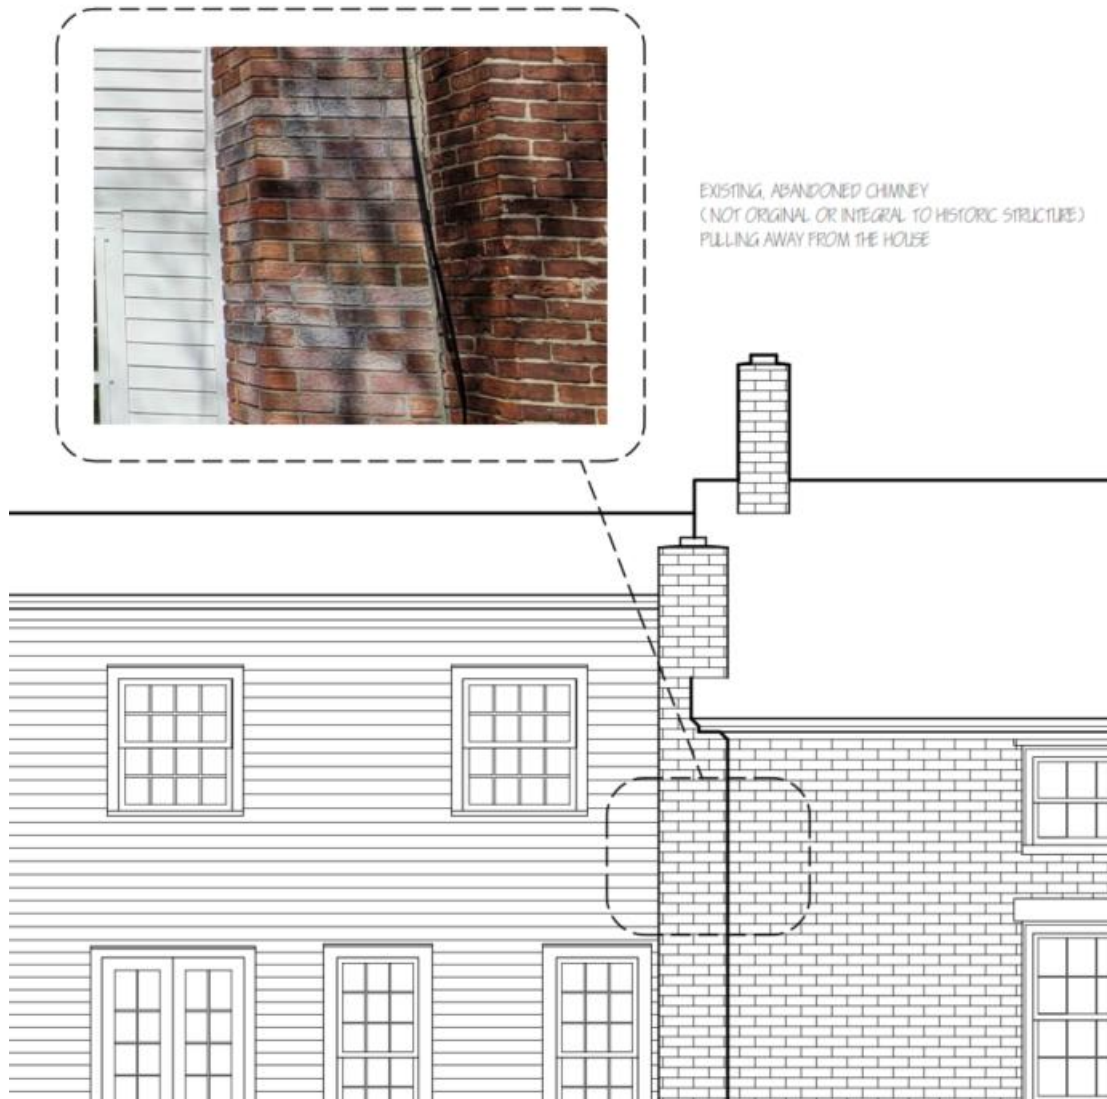 EXISTING, ABANDONED CHIMNEY
(NOT ORIGINAL OR INTEGRAL TO HISTORIC STRUCTURE)
PULLING AWAY FROM THE HOUSE